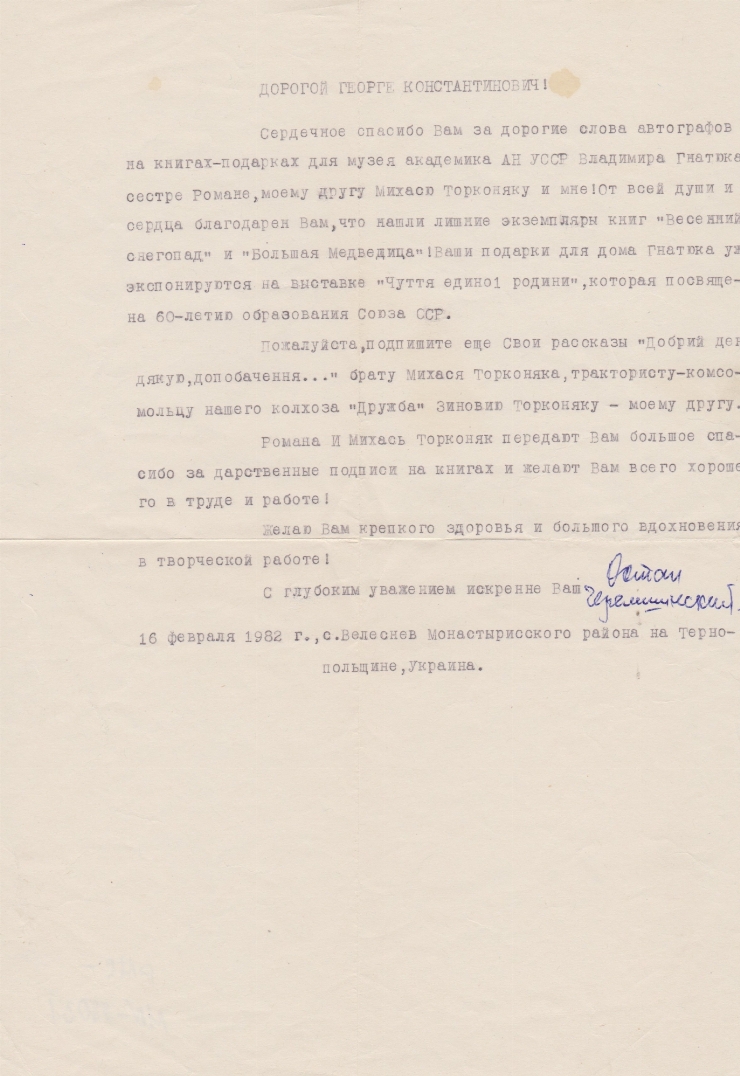 ДОРОГОЙ ГЕОРГЕ КОНСТАНТИНОВИЧ!
Сердечное спасибо Вам за дорогие слова автографов
на книгах-подарках для музея академика АН УССР Владимира Гнатюка
сестре Романе,моему другу Михасю Торконяку и мне!От всей души и
сердца благодарен Вам,что нашли лишние экземпляры книг "Весенний
снегопад" и "Большая Медведица"!Ваши подарки для дома Гнатюка уж
экспонируются на выставке "Чуття едино1 родини",которая посвяще-
на 60-летию образования Союза ССР.
Пожалуйста,подпишите еще Свои рассказы "Добрий ден
дякую,допобачення..." брату Михася Торконяка,трактористу-комсо-
мольцу нашего колхоза "Дружба" Зиновию Торконяку - моему другу.
Романа И Михась Торконяк передают Вам большое спа-
сибо за дарственные подписи на книгах и желают Вам всего хороше
го в труде и работе!
Желаю Вам крепкого здоровья и большого вдохновения
в творческой работе!
С глубоким уважением искренне Ваш Остап
Черемшинский.
16 февраля 1982 г.,с.Велеснев Монастырисского района на Терно-
польщине,Украина.